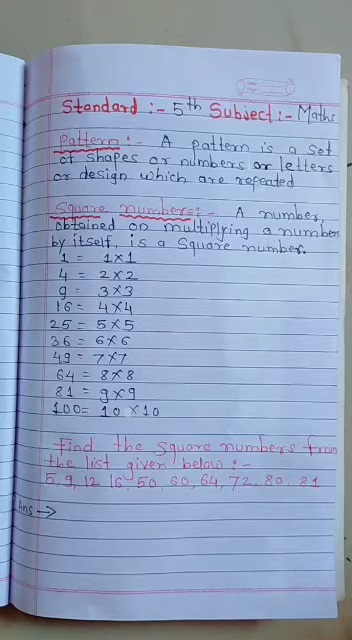 Standard :- 5th Subject :- Maths
Pattern :- A pattern is a set
of shapes or numbers or letters
or design which are repeated
Square numbers:- A number,
obtained on multiplying a number
by itself, is a square number.
1 = 1×1
4 = 2×2
9 = 3×3
16 = 4×4
25 = 5×5
36 = 6×6
49 = 7×7
64 = 8×8
81 = 9×9
100 = 10 ×10
Find the square numbers from
the list given below :-
5, 9, 12 16, 50, 60, 64, 72, 80, 81
Ans →